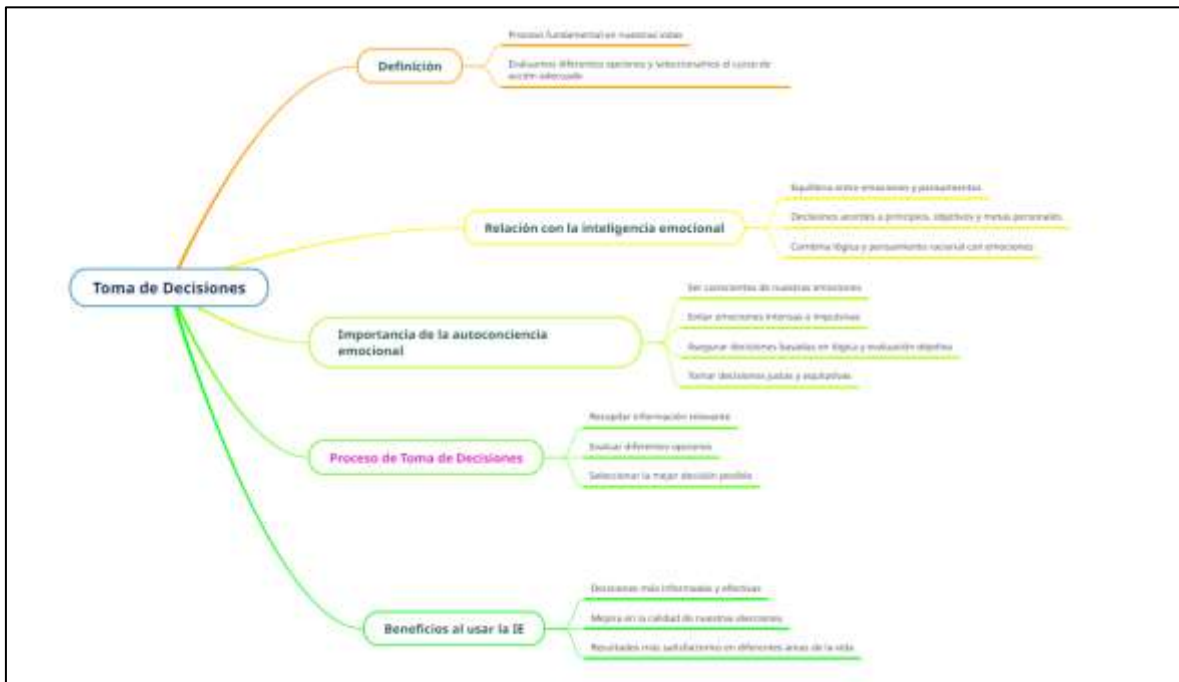 Proceso fundamental en nuestras vidas
Definición
Evaluamos diferentes opciones y seleccionamos el curso de
acción adecuado
Equilibrio entre emociones y pensamientos
Relación con la inteligencia emocional
Decisiones acordes a principios, objetivos y metas personales
Combina lógica y pensamiento racional con emociones
Toma de Decisiones
Ser conscientes de nuestras emociones
Importancia de la autoconciencia
emocional
Evitar emociones intensas o impulsivas
Asegurar decisiones basadas en lógica y evaluación objetiva
Tomar decisiones justas y equitativas
Recopilar información relevante
Proceso de Toma de Decisiones
Evaluar diferentes opciones
Seleccionar la mejor decisión posible
Decisiones más informadas y efectivas
Beneficios al usar la IE
Mejora en la calidad de nuestras elecciones
Resultados más satisfactorios en diferentes áreas de la vida